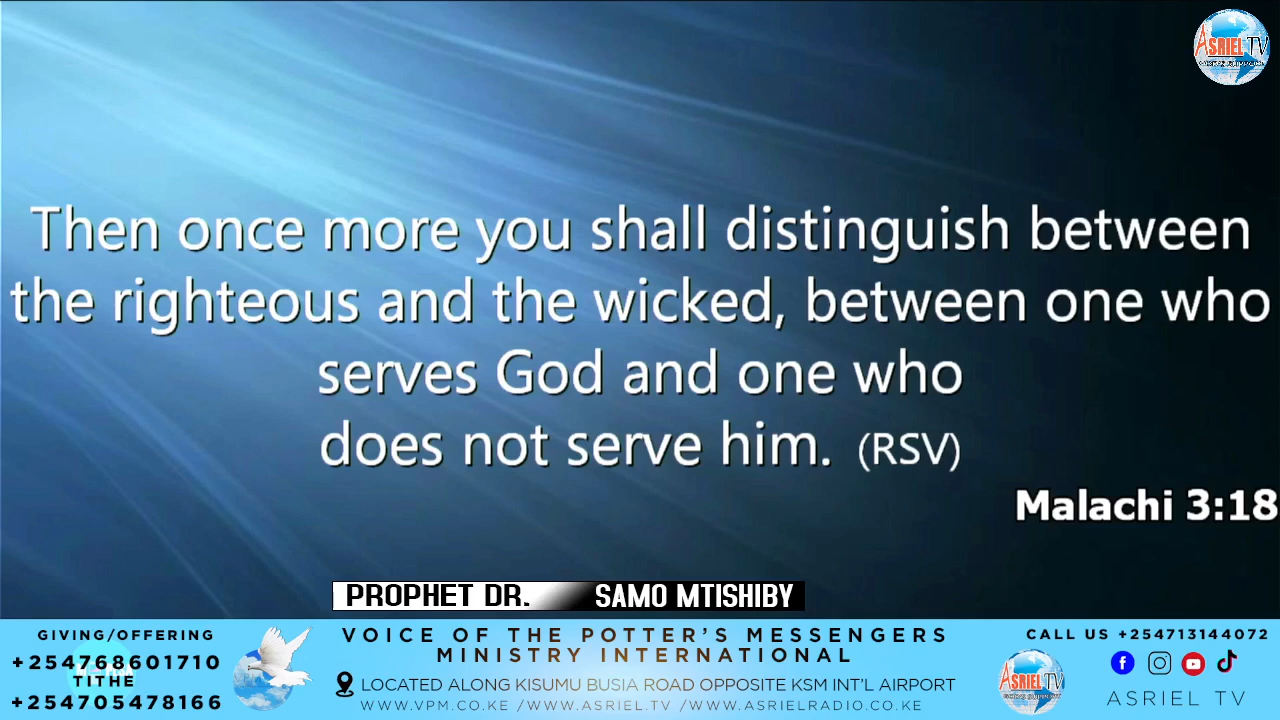 ASRIEL TV
Then once more you shall distinguish between
the righteous and the wicked, between one who
serves God and one who
does not serve him. (RSV)
Malachi 3:18
PROPHET DR. SAMO MTISHIBY
GIVING/OFFERING
+254768601710
TITHE
+254705478166
VOICE OF THE POTTER'S MESSENGERS
MINISTRY INTERNATIONAL
LOCATED ALONG KISUMU BUSIA ROAD OPPOSITE KSM INT'L AIRPORT
WWW.VPM.CO.KE /WWW.ASRIEL.TV /WWW.ASRIELRADIO.CO.KE
ASRIEL TV
CALL US +254713144072
ASRIEL TV